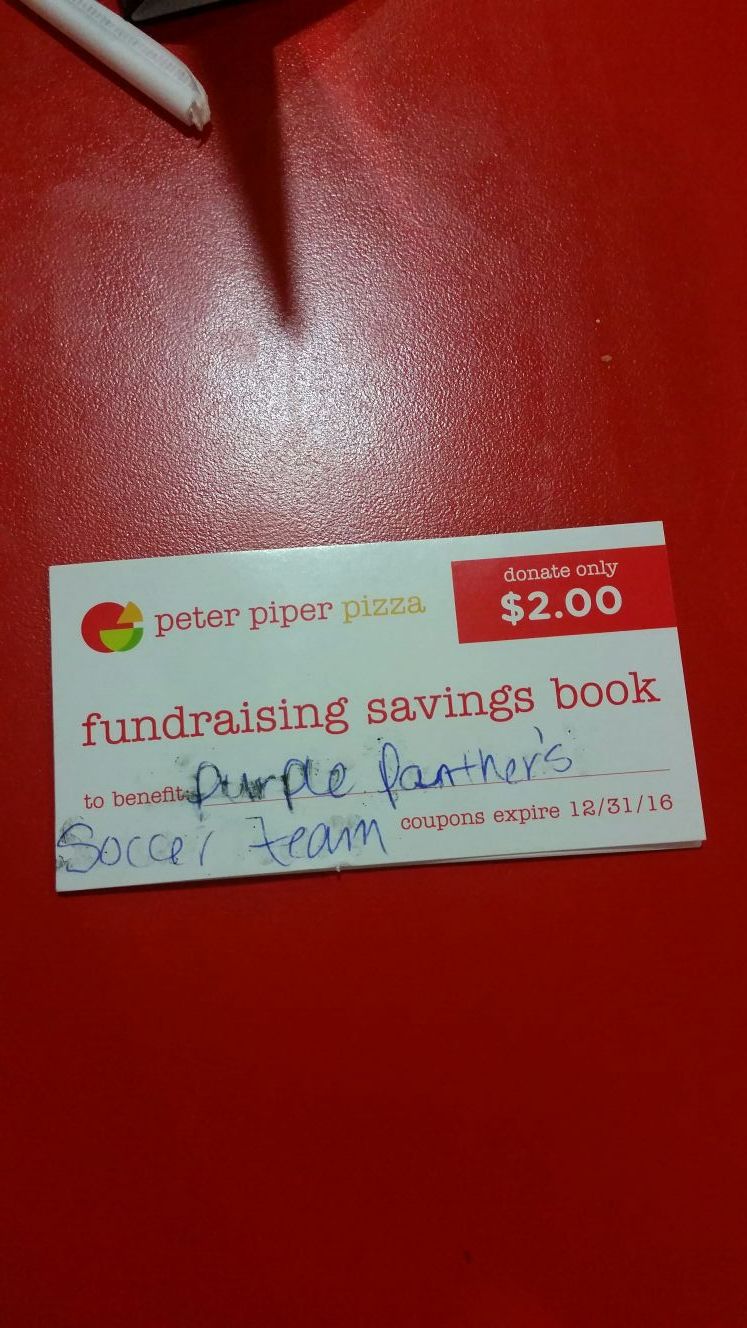 peter piper pizza
donate only
$2.00
fundraising savings book
to benefit: purple Panther's
Soccer team
coupons expire 12/31/16